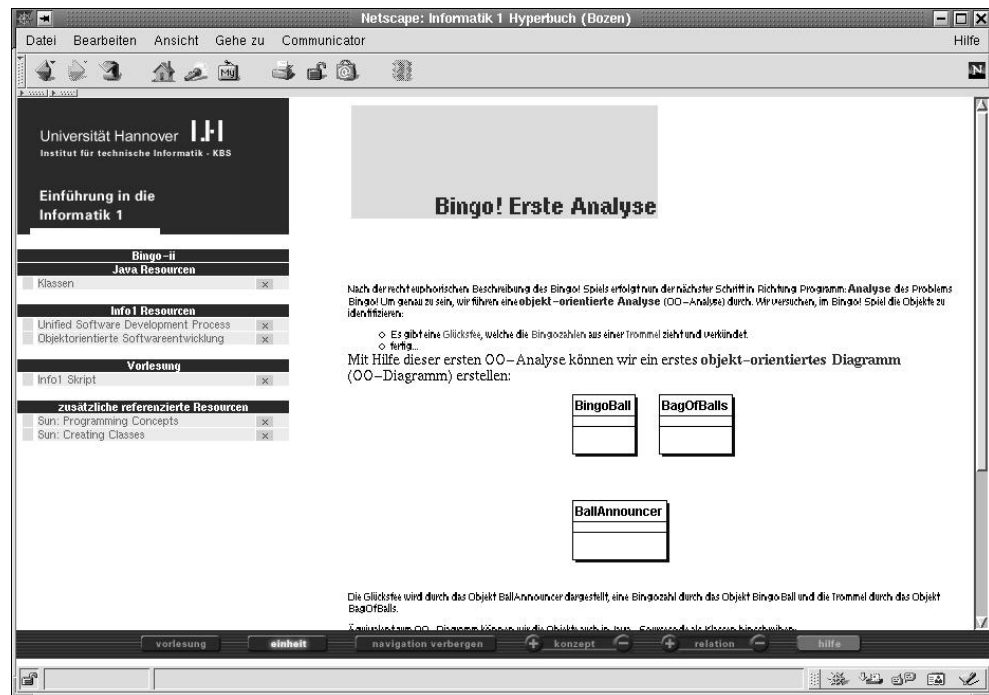 Netscape: Informatik 1 Hyperbuch (Bozen)
Datei Bearbeiten Ansicht Gehe zu Communicator Hilfe
My
N
Universität Hannover
Institut für technische Informatik - KBS
Einführung in die
Informatik 1
Bingo-ii
Java Resourcen
Klassen x
Info1 Resourcen
Unified Software Development Process x
Objektorientierte Softwareentwicklung x
Vorlesung
Info1 Skript x
zusätzliche referenzierte Resourcen
Sun: Programming Concepts x
Sun: Creating Classes x
Bingo! Erste Analyse
Nach der recht euphorischen Beschreibung des Bingo! Spiels erfolgt nun der nächster Schritt in Richtung Programm: Analyse des Problems
Bingo! Um genau zu sein, wir führen eine objekt-orientierte Analyse (OO-Analyse) durch. Wir versuchen, im Bingo! Spiel die Objekte zu
identifizieren:
Es gibt eine Glücksfee, welche die Bingozahlen aus einer Trommel zieht und verkündet.
fertig...
Mit Hilfe dieser ersten OO-Analyse können wir ein erstes objekt-orientiertes Diagramm
(OO-Diagramm) erstellen:
BingoBall BagOfBalls
BallAnnouncer
Die Glücksfee wird durch das Objekt BallAnnouncer dargestellt, eine Bingozahl durch das Objekt BingoBall und die Trommel durch das Objekt
BagOfBalls.
vorlesung einheit navigation verbergen + konzept - + relation - hilfe